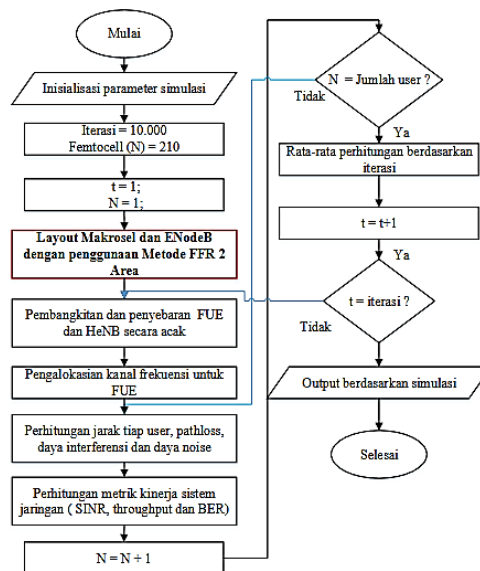 Mulai
Inisialisasi parameter simulasi
Iterasi = 10.000
Femtocell (N) = 210
t = 1;
N = 1;
Layout Makrosel dan ENodeB
dengan penggunaan Metode FFR 2
Area
Pembangkitan dan penyebaran FUE
dan HeNB secara acak
Pengalokasian kanal frekuensi untuk
FUE
Perhitungan jarak tiap user, pathloss,
daya interferensi dan daya noise
Perhitungan metrik kinerja sistem
jaringan ( SINR, throughput dan BER)
N = N + 1
N = Jumlah user ?
Tidak
Ya
Rata-rata perhitungan berdasarkan
iterasi
t = t+1
Ya
t = iterasi ?
Tidak
Output berdasarkan simulasi
Selesai